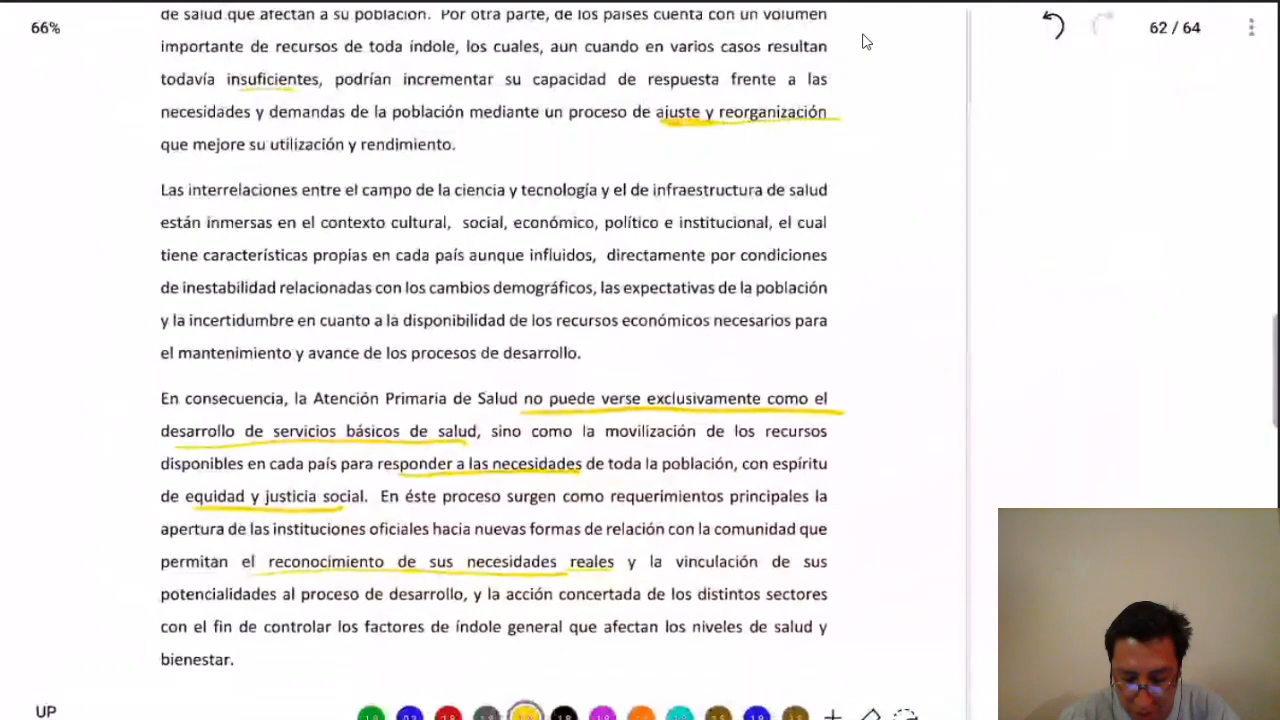 66%
de salud que afectan a su población. Por otra parte, de los países cuenta con un volumen
62 / 64
importante de recursos de toda índole, los cuales, aun cuando en varios casos resultan
todavía insuficientes, podrían incrementar su capacidad de respuesta frente a las
necesidades y demandas de la población mediante un proceso de ajuste y reorganización
que mejore su utilización y rendimiento.
Las interrelaciones entre el campo de la ciencia y tecnología y el de infraestructura de salud
están inmersas en el contexto cultural, social, económico, político e institucional, el cual
tiene características propias en cada país aunque influidos, directamente por condiciones
de inestabilidad relacionadas con los cambios demográficos, las expectativas de la población
y la incertidumbre en cuanto a la disponibilidad de los recursos económicos necesarios para
el mantenimiento y avance de los procesos de desarrollo.
En consecuencia, la Atención Primaria de Salud no puede verse exclusivamente como el
desarrollo de servicios básicos de salud, sino como la movilización de los recursos
disponibles en cada país para responder a las necesidades de toda la población, con espíritu
de equidad y justicia social. En éste proceso surgen como requerimientos principales la
apertura de las instituciones oficiales hacia nuevas formas de relación con la comunidad que
permitan el reconocimiento de sus necesidades reales y la vinculación de sus
potencialidades al proceso de desarrollo, y la acción concertada de los distintos sectores
con el fin de controlar los factores de índole general que afectan los niveles de salud y
bienestar.
UP